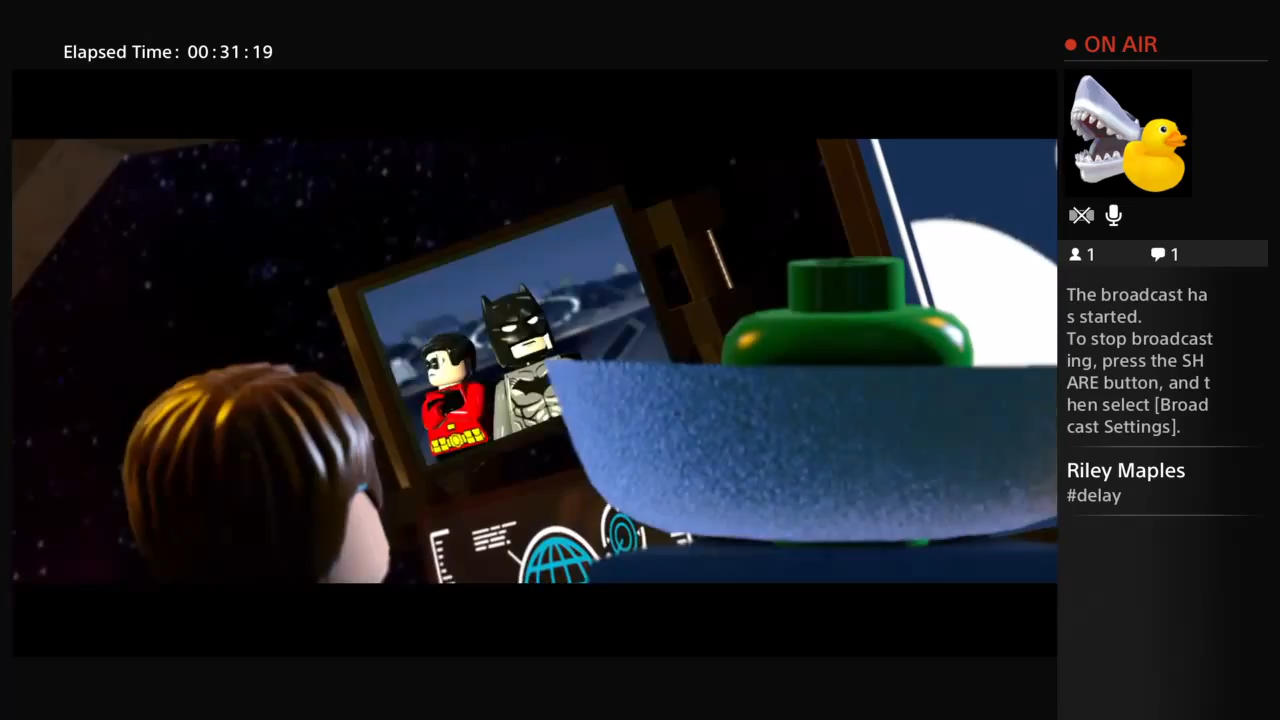 Elapsed Time: 00:31:19
ON AIR
1
1
The broadcast ha
s started.
To stop broadcast
ing, press the SH
ARE button, and t
hen select [Broad
cast Settings].
Riley Maples
#delay